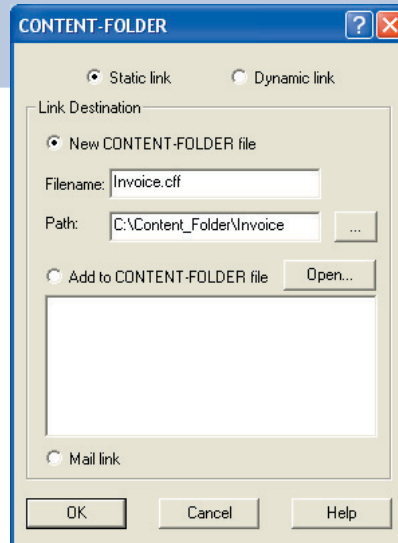 CONTENT-FOLDER
Static link Dynamic link
Link Destination
New CONTENT-FOLDER file
Filename: Invoice.cff
Path: C:\Content_Folder\Invoice ...
Add to CONTENT-FOLDER file Open...
Mail link
OK Cancel Help